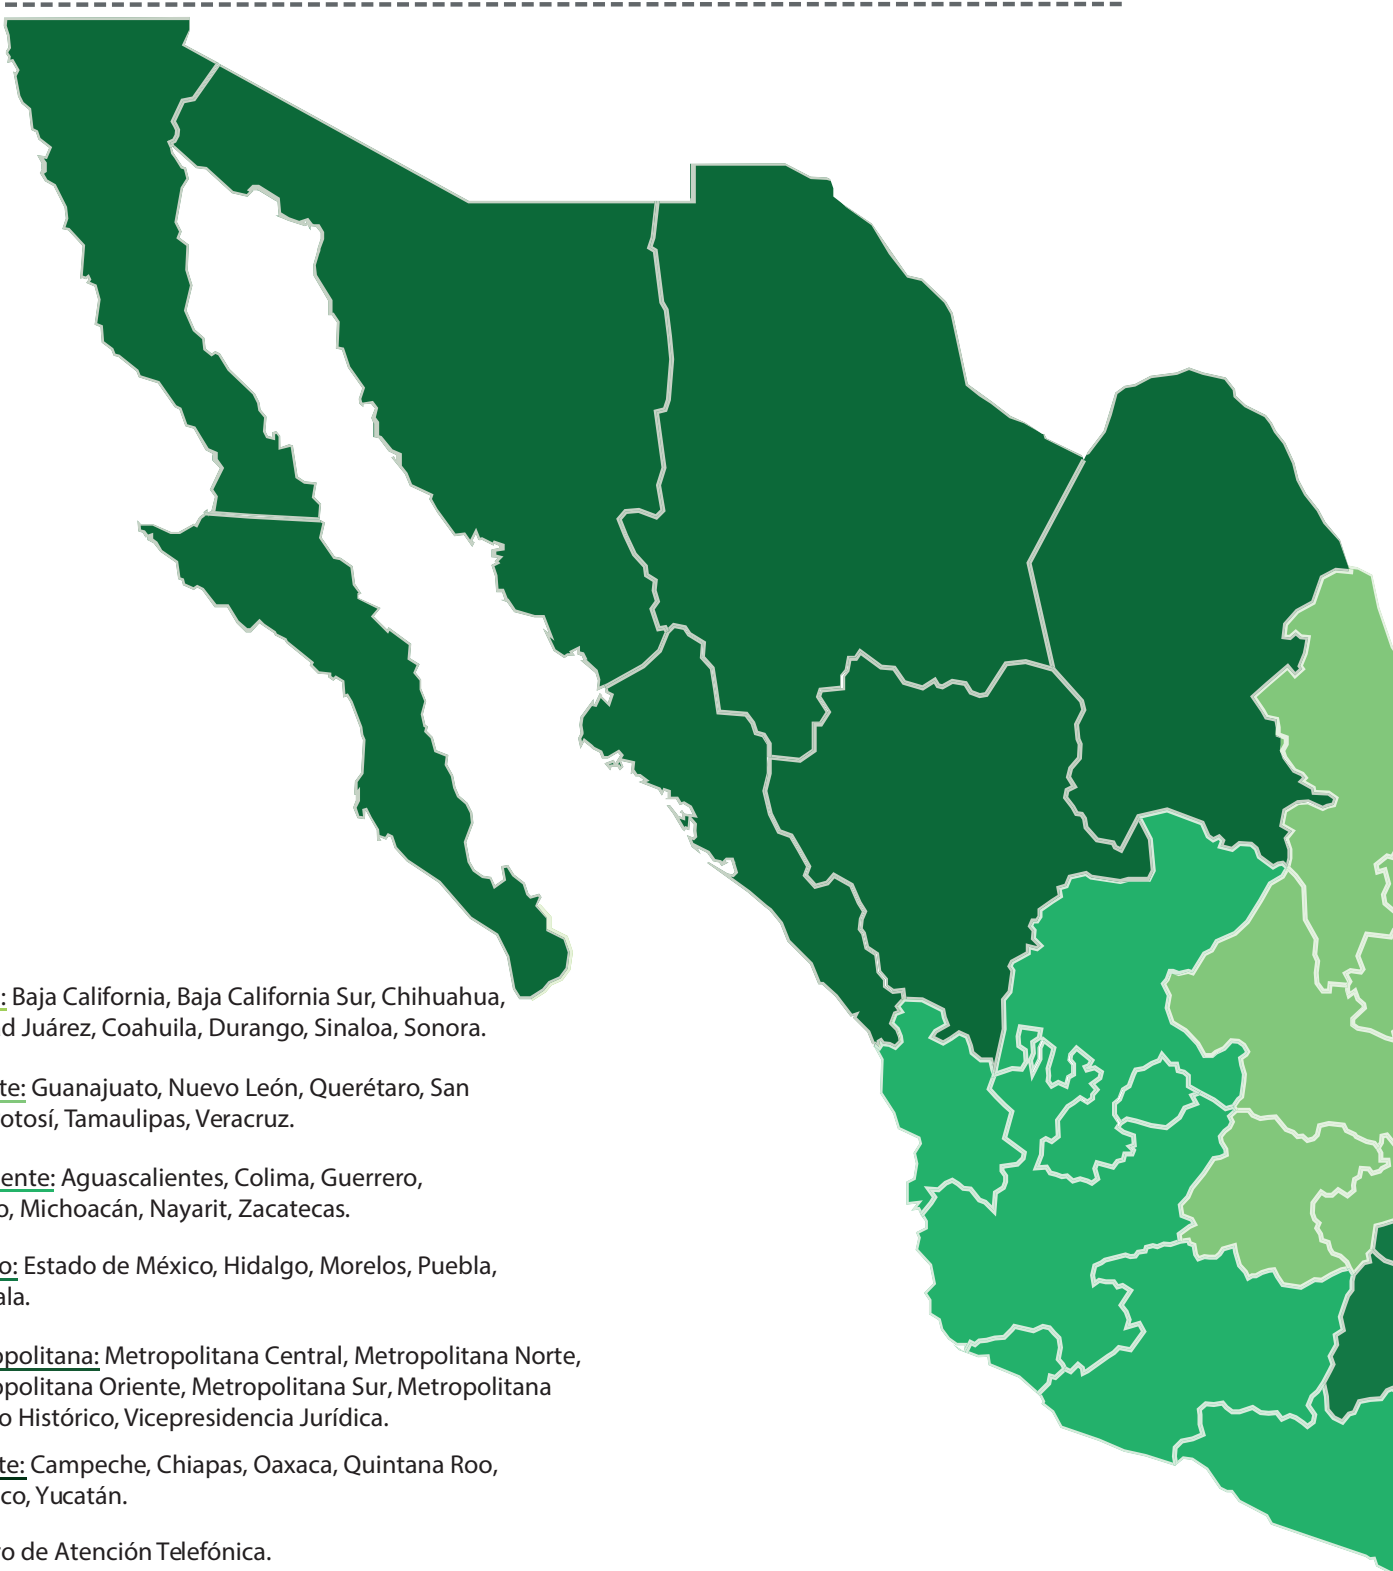 : Baja California, Baja California Sur, Chihuahua,
d Juárez, Coahuila, Durango, Sinaloa, Sonora.
te: Guanajuato, Nuevo León, Querétaro, San
otosí, Tamaulipas, Veracruz.
ente: Aguascalientes, Colima, Guerrero,
o, Michoacán, Nayarit, Zacatecas.
o: Estado de México, Hidalgo, Morelos, Puebla,
ala.
opolitana: Metropolitana Central, Metropolitana Norte,
opolitana Oriente, Metropolitana Sur, Metropolitana
o Histórico, Vicepresidencia Jurídica.
te: Campeche, Chiapas, Oaxaca, Quintana Roo,
co, Yucatán.
o de Atención Telefónica.